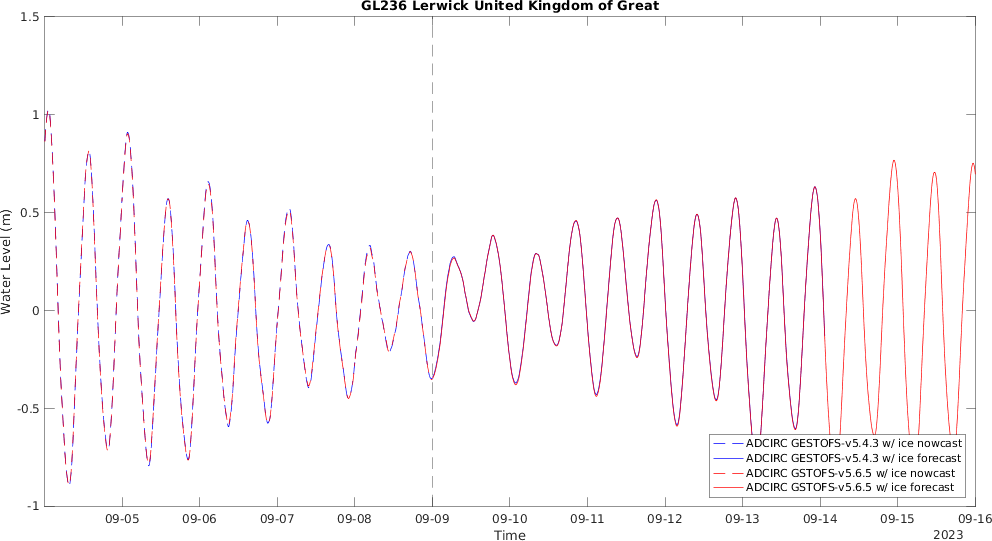 GL236 Lerwick United Kingdom of Great
1.5
1
0.5
0
-0.5
-1
Water Level (m)
ADCIRC GESTOFS-v5.4.3 w/ ice nowcast
ADCIRC GESTOFS-v5.4.3 w/ ice forecast
ADCIRC GSTOFS-v5.6.5 w/ ice nowcast
ADCIRC GSTOFS-v5.6.5 w/ ice forecast
09-05 09-06 09-07 09-08 09-09 09-10 09-11 09-12 09-13 09-14 09-15 09-16
Time
2023